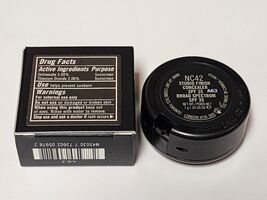 Drug Facts
Active Ingredients Purpose
Octinoxate 5.00% Sunscreen
Titanium Dioxide 2.00% Sunscreen
Use helps prevent sunburn
Warnings
For external use only
Do not use on damaged or broken skin
When using this product keep out
of eyes. Rinse with water to remove.
Stop use and ask a doctor if rash occurs
NC42
STUDIO FINISH
CONCEALER
SPF 35 A63
BROAD SPECTRUM
SPF 35